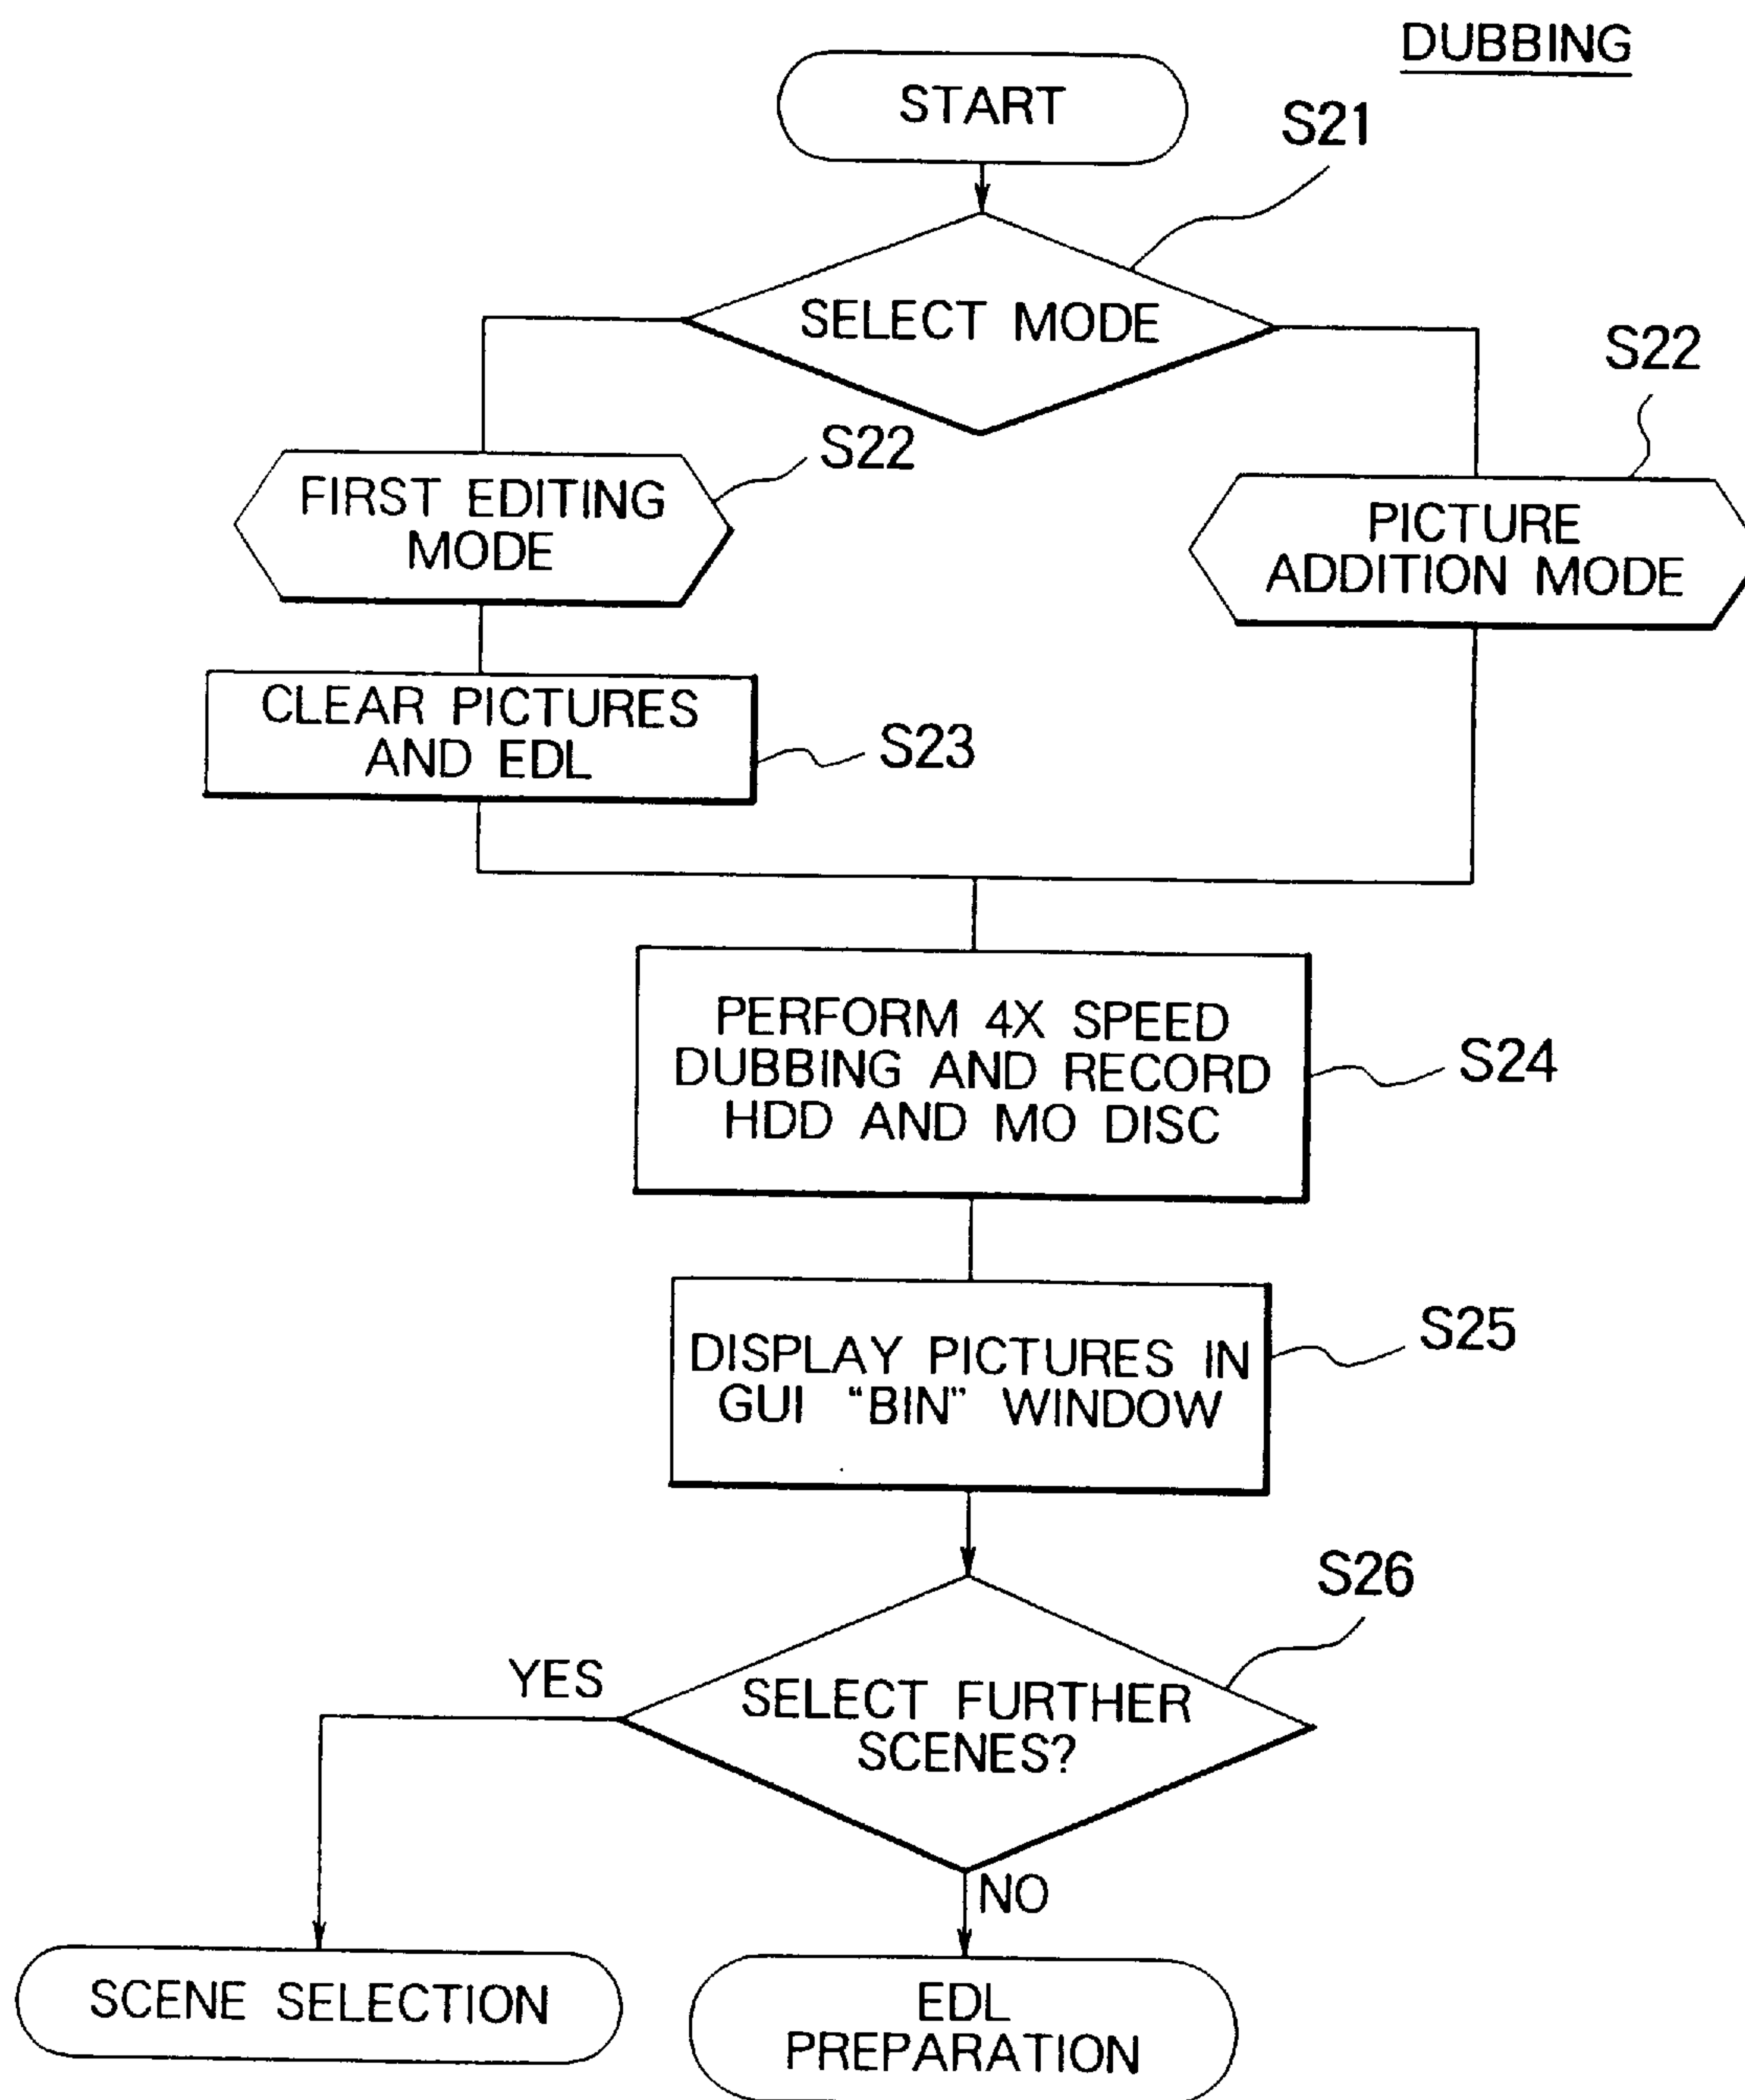 DUBBING
START
S21
SELECT MODE
S22
FIRST EDITING
MODE
S22
PICTURE
ADDITION MODE
CLEAR PICTURES
AND EDL
S23
PERFORM 4X SPEED
DUBBING AND RECORD
HDD AND MO DISC
S24
DISPLAY PICTURES IN
GUI “BIN” WINDOW
S25
S26
SELECT FURTHER
SCENES?
YES
NO
SCENE SELECTION
EDL
PREPARATION